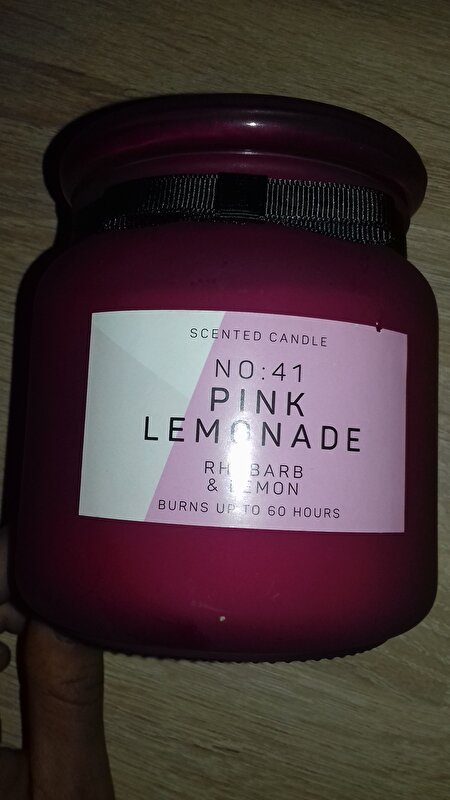 SCENTED CANDLE
NO:41
PINK
LEMONADE
RHUBARB
& LEMON
BURNS UP TO 60 HOURS